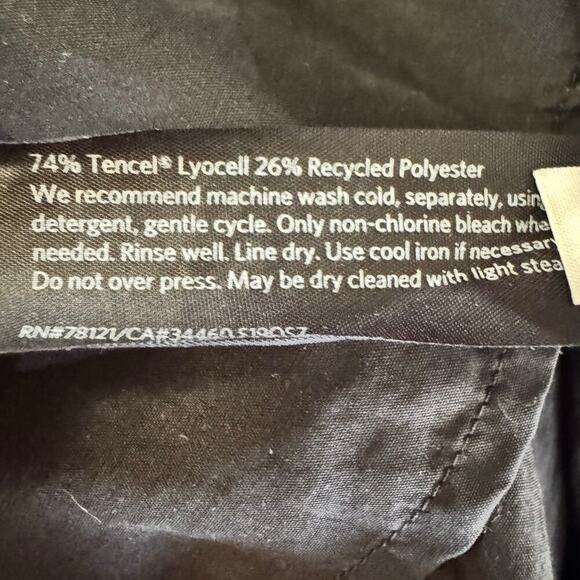 74% Tencel® Lyocell 26% Recycled Polyester
We recommend machine wash cold, separately, using
detergent, gentle cycle. Only non-chlorine bleach whe
needed. Rinse well. Line dry. Use cool iron if necessary
Do not over press. May be dry cleaned with light stea
RN#78121/CA#34460